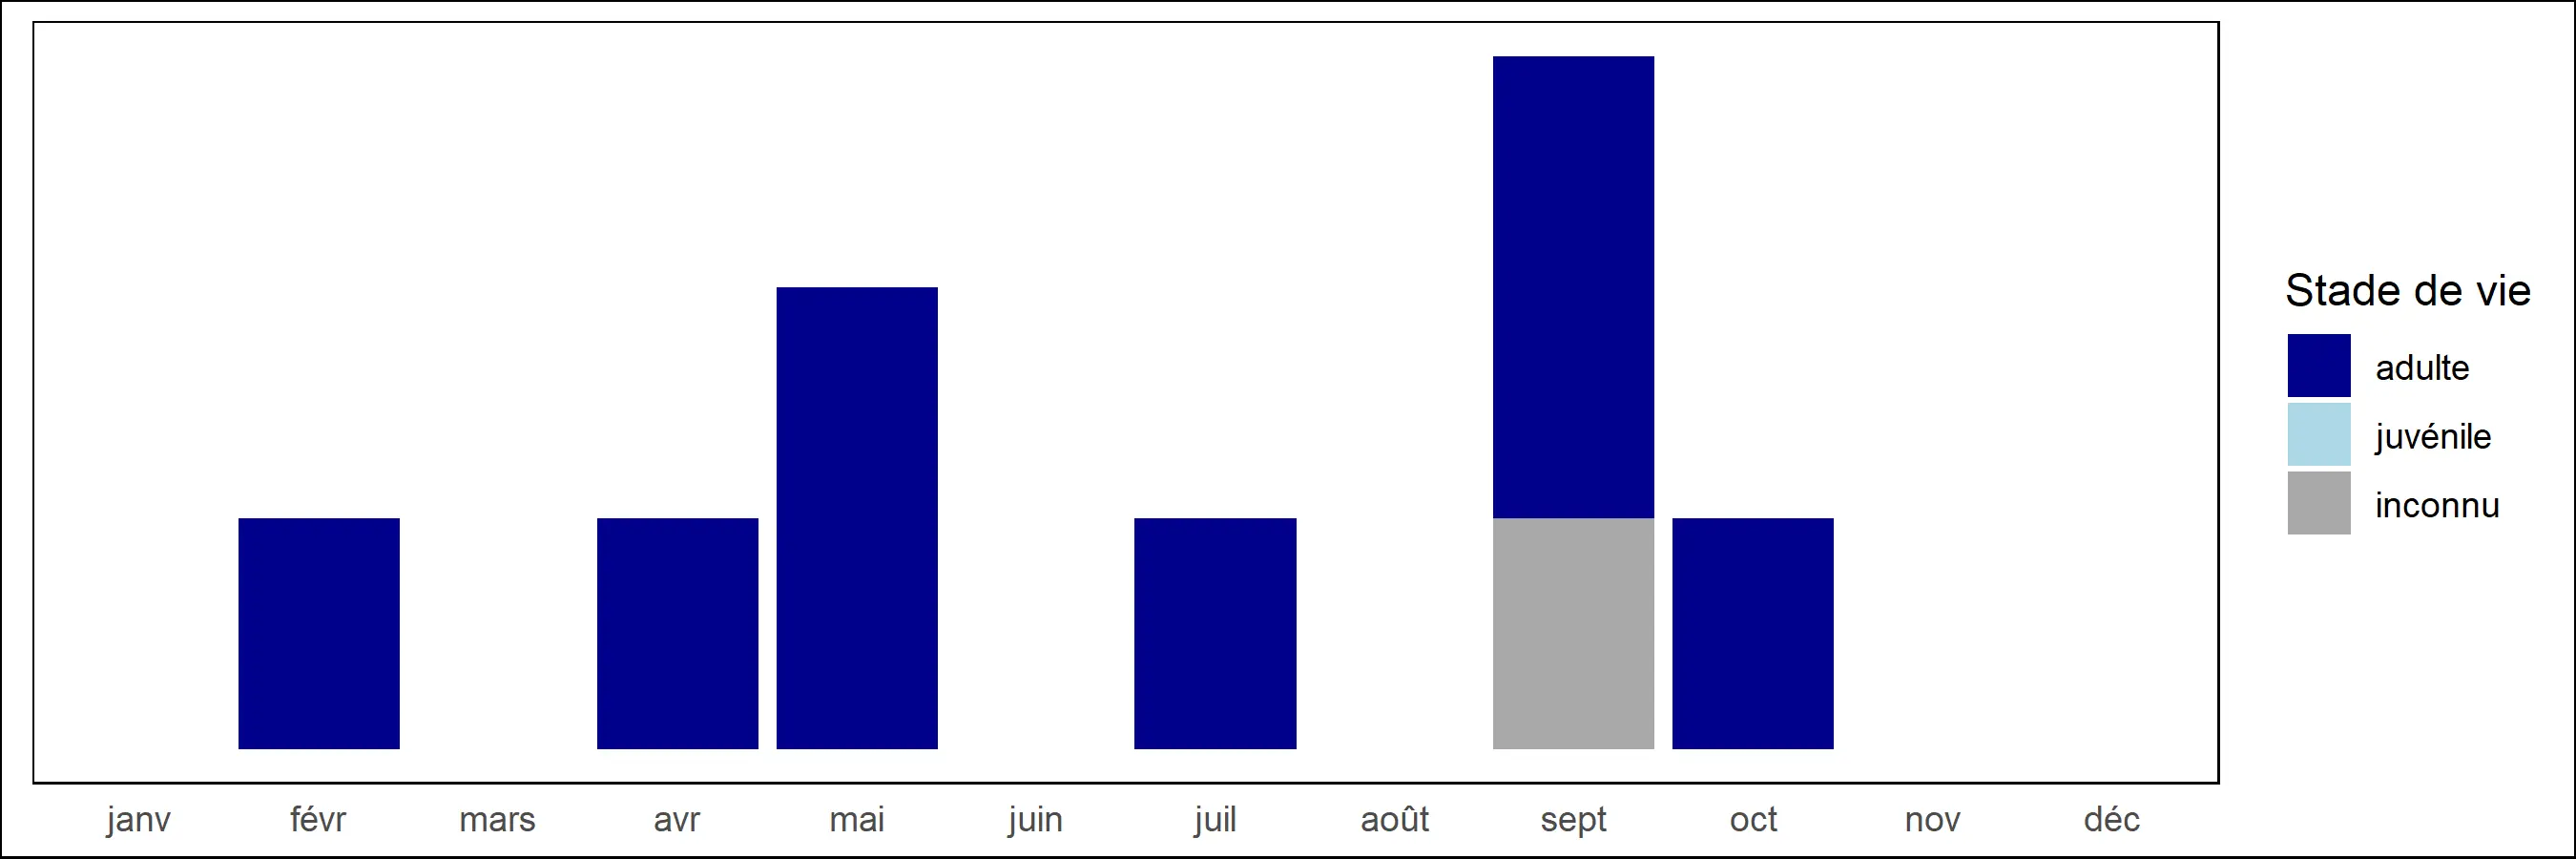 Stade de vie
adulte
juvénile
inconnu
janv févr mars avr mai juin juil août sept oct nov déc